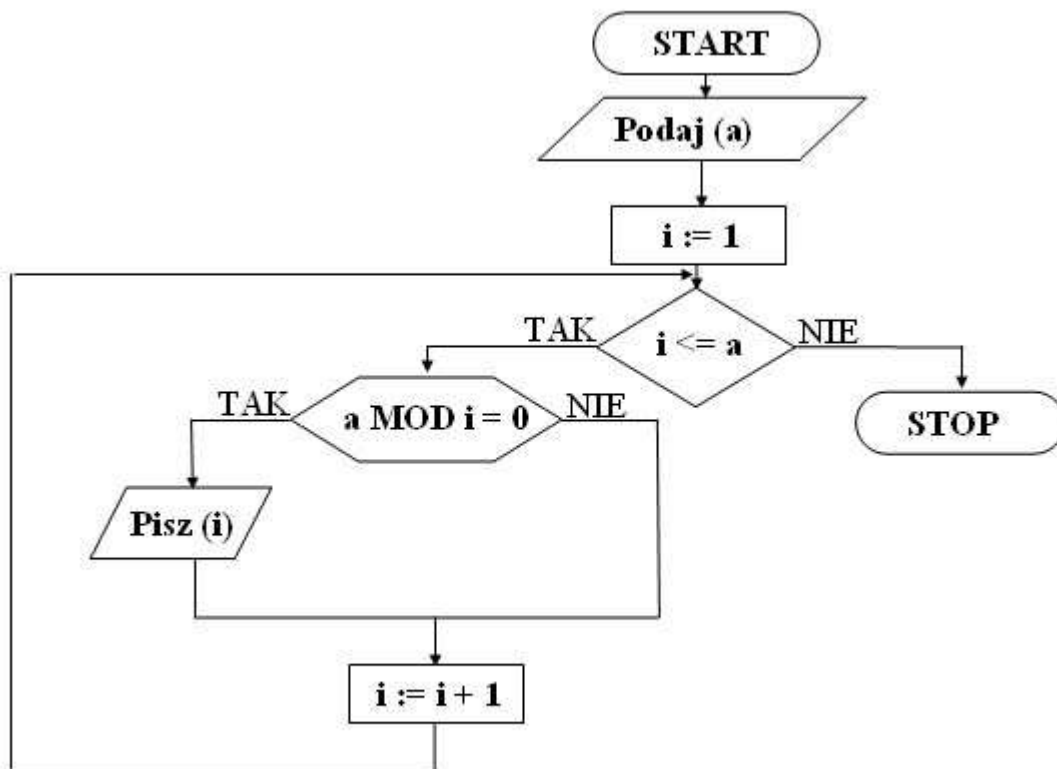 START
Podaj (a)
i := 1
i <= a
TAK
NIE
STOP
a MOD i = 0
TAK
NIE
Pisz (i)
i := i + 1